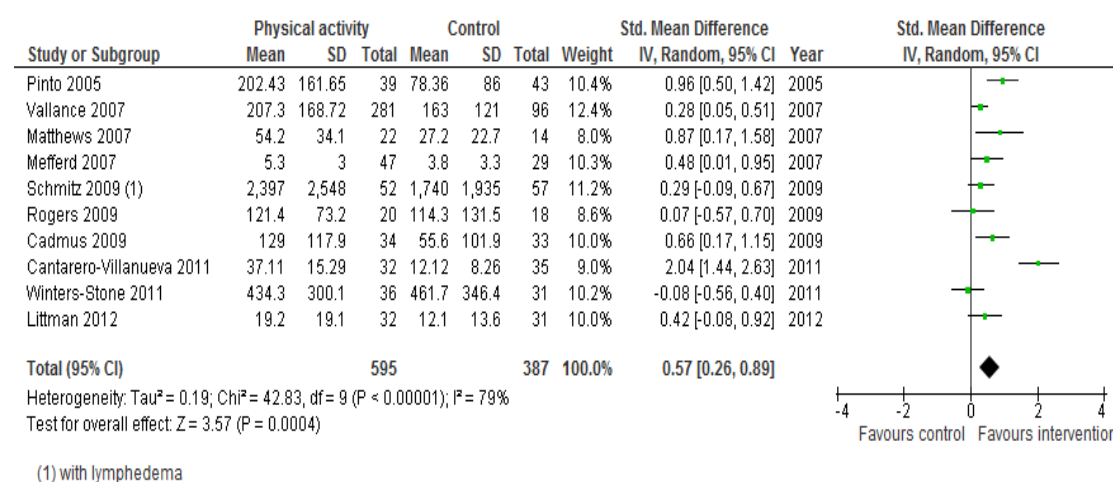 Physical activity Control Std. Mean Difference Std. Mean Difference
Study or Subgroup Mean SD Total Mean SD Total Weight IV, Random, 95% CI Year IV, Random, 95% CI
Pinto 2005 202.43 161.65 39 78.36 86 43 10.4% 0.96 [0.50, 1.42] 2005
Vallance 2007 207.3 168.72 281 163 121 96 12.4% 0.28 [0.05, 0.51] 2007
Matthews 2007 54.2 34.1 22 27.2 22.7 14 8.0% 0.87 [0.17, 1.58] 2007
Mefferd 2007 5.3 3 47 3.8 3.3 29 10.3% 0.48 [0.01, 0.95] 2007
Schmitz 2009 (1) 2,397 2,548 52 1,740 1,935 57 11.2% 0.29 [-0.09, 0.67] 2009
Rogers 2009 121.4 73.2 20 114.3 131.5 18 8.6% 0.07 [-0.57, 0.70] 2009
Cadmus 2009 129 117.9 34 55.6 101.9 33 10.0% 0.66 [0.17, 1.15] 2009
Cantarero-Villanueva 2011 37.11 15.29 32 12.12 8.26 35 9.0% 2.04 [1.44, 2.63] 2011
Winters-Stone 2011 434.3 300.1 36 461.7 346.4 31 10.2% -0.08 [-0.56, 0.40] 2011
Littman 2012 19.2 19.1 32 12.1 13.6 31 10.0% 0.42 [-0.08, 0.92] 2012
Total (95% CI) 595 387 100.0% 0.57 [0.26, 0.89]
Heterogeneity: Tau² = 0.19; Chi² = 42.83, df = 9 (P < 0.00001); I² = 79%
Test for overall effect: Z = 3.57 (P = 0.0004)
-4 -2 0 2 4
Favours control Favours intervention
(1) with lymphedema